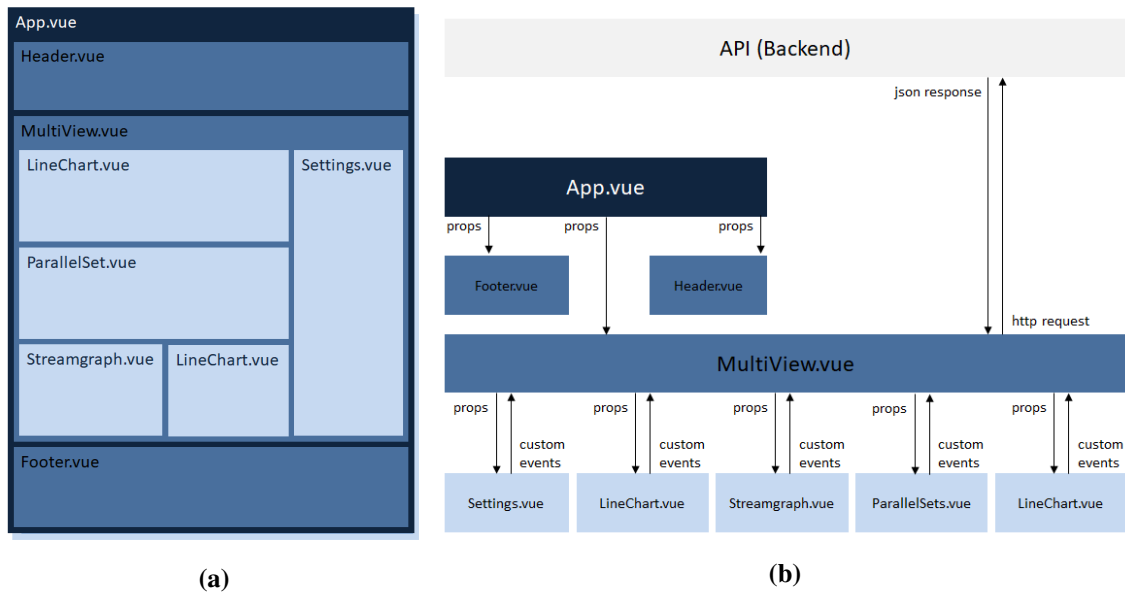 App.vue
Header.vue
MultiView.vue
LineChart.vue
Settings.vue
ParallelSet.vue
Streamgraph.vue
LineChart.vue
Footer.vue
(a)
API (Backend)
json response
App.vue
props
props
props
Footer.vue
Header.vue
http request
MultiView.vue
props
custom
events
props
custom
events
props
custom
events
props
custom
events
props
custom
events
Settings.vue
LineChart.vue
Streamgraph.vue
ParallelSets.vue
LineChart.vue
(b)